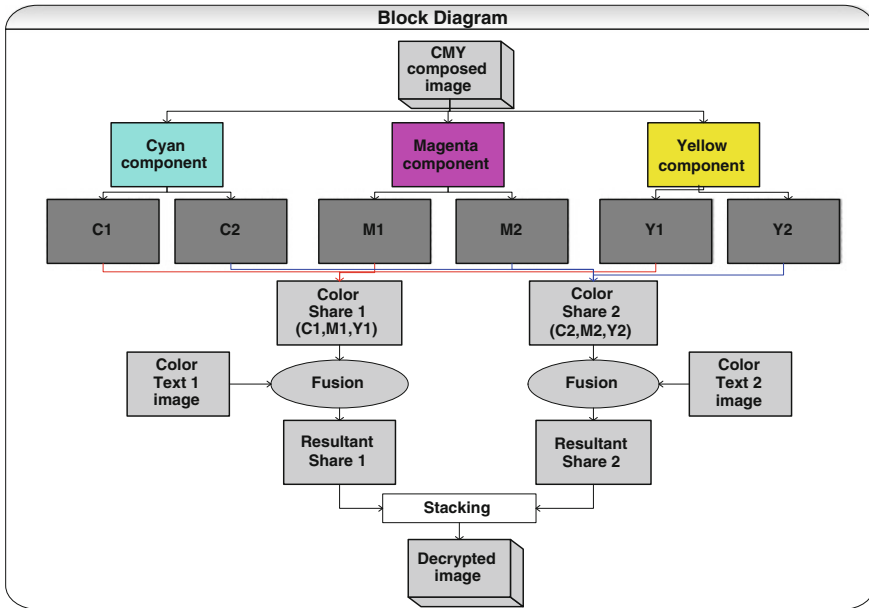 Block Diagram
CMY
composed
image
Cyan
component
Magenta
component
Yellow
component
C1
C2
M1
M2
Y1
Y2
Color
Share 1
(C1,M1,Y1)
Color
Share 2
(C2,M2,Y2)
Color
Text 1
image
Fusion
Fusion
Color
Text 2
image
Resultant
Share 1
Resultant
Share 2
Stacking
Decrypted
image